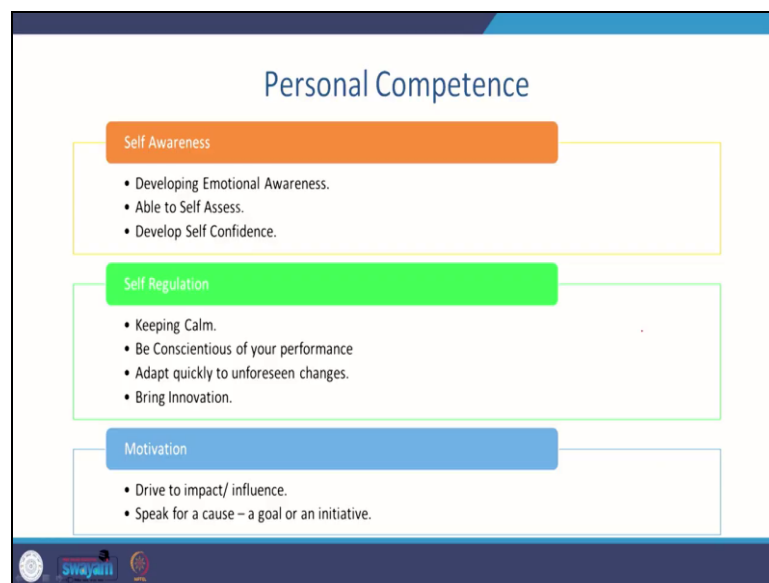 Personal Competence
Self Awareness
• Developing Emotional Awareness.
• Able to Self Assess.
• Develop Self Confidence.
Self Regulation
• Keeping Calm.
• Be Conscientious of your performance
• Adapt quickly to unforeseen changes.
• Bring Innovation.
Motivation
• Drive to impact/ influence.
• Speak for a cause – a goal or an initiative.
swayam